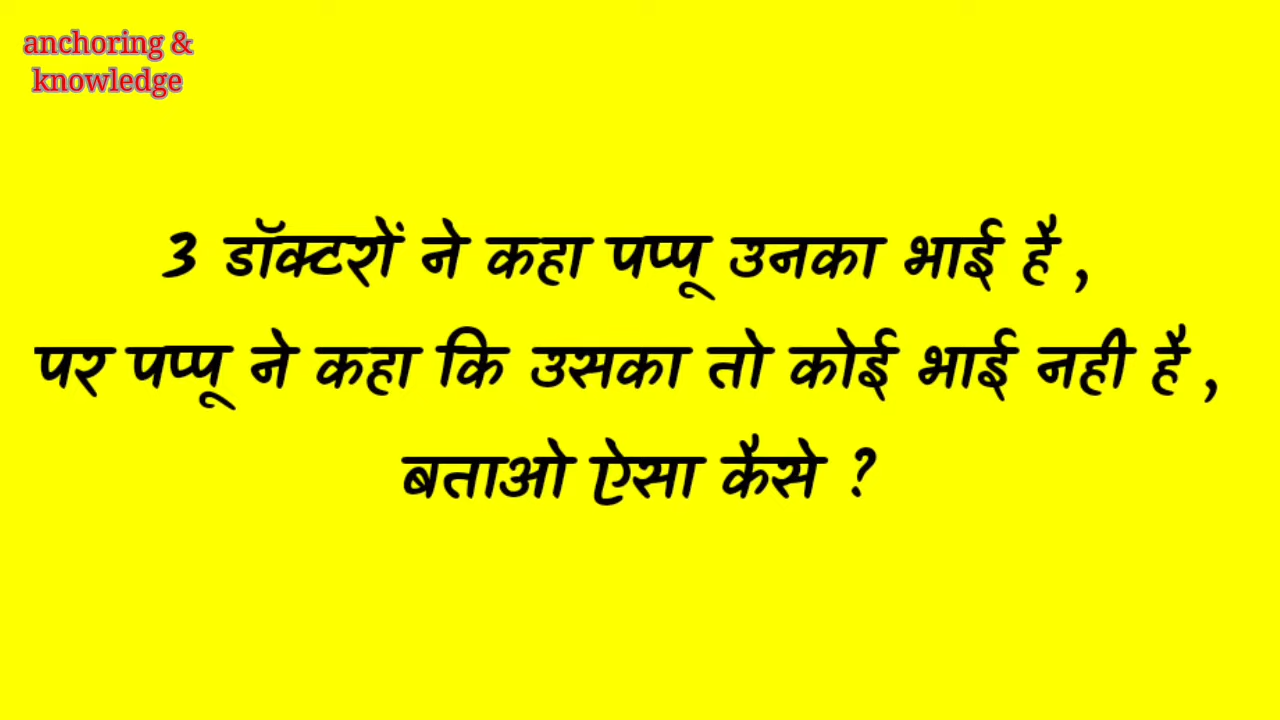 anchoring &
knowledge
3 डॉक्टरों ने कहा पप्पू उनका भाई है ,
पर पप्पू ने कहा कि उसका तो कोई भाई नही है ,
बताओ ऐसा कैसे ?